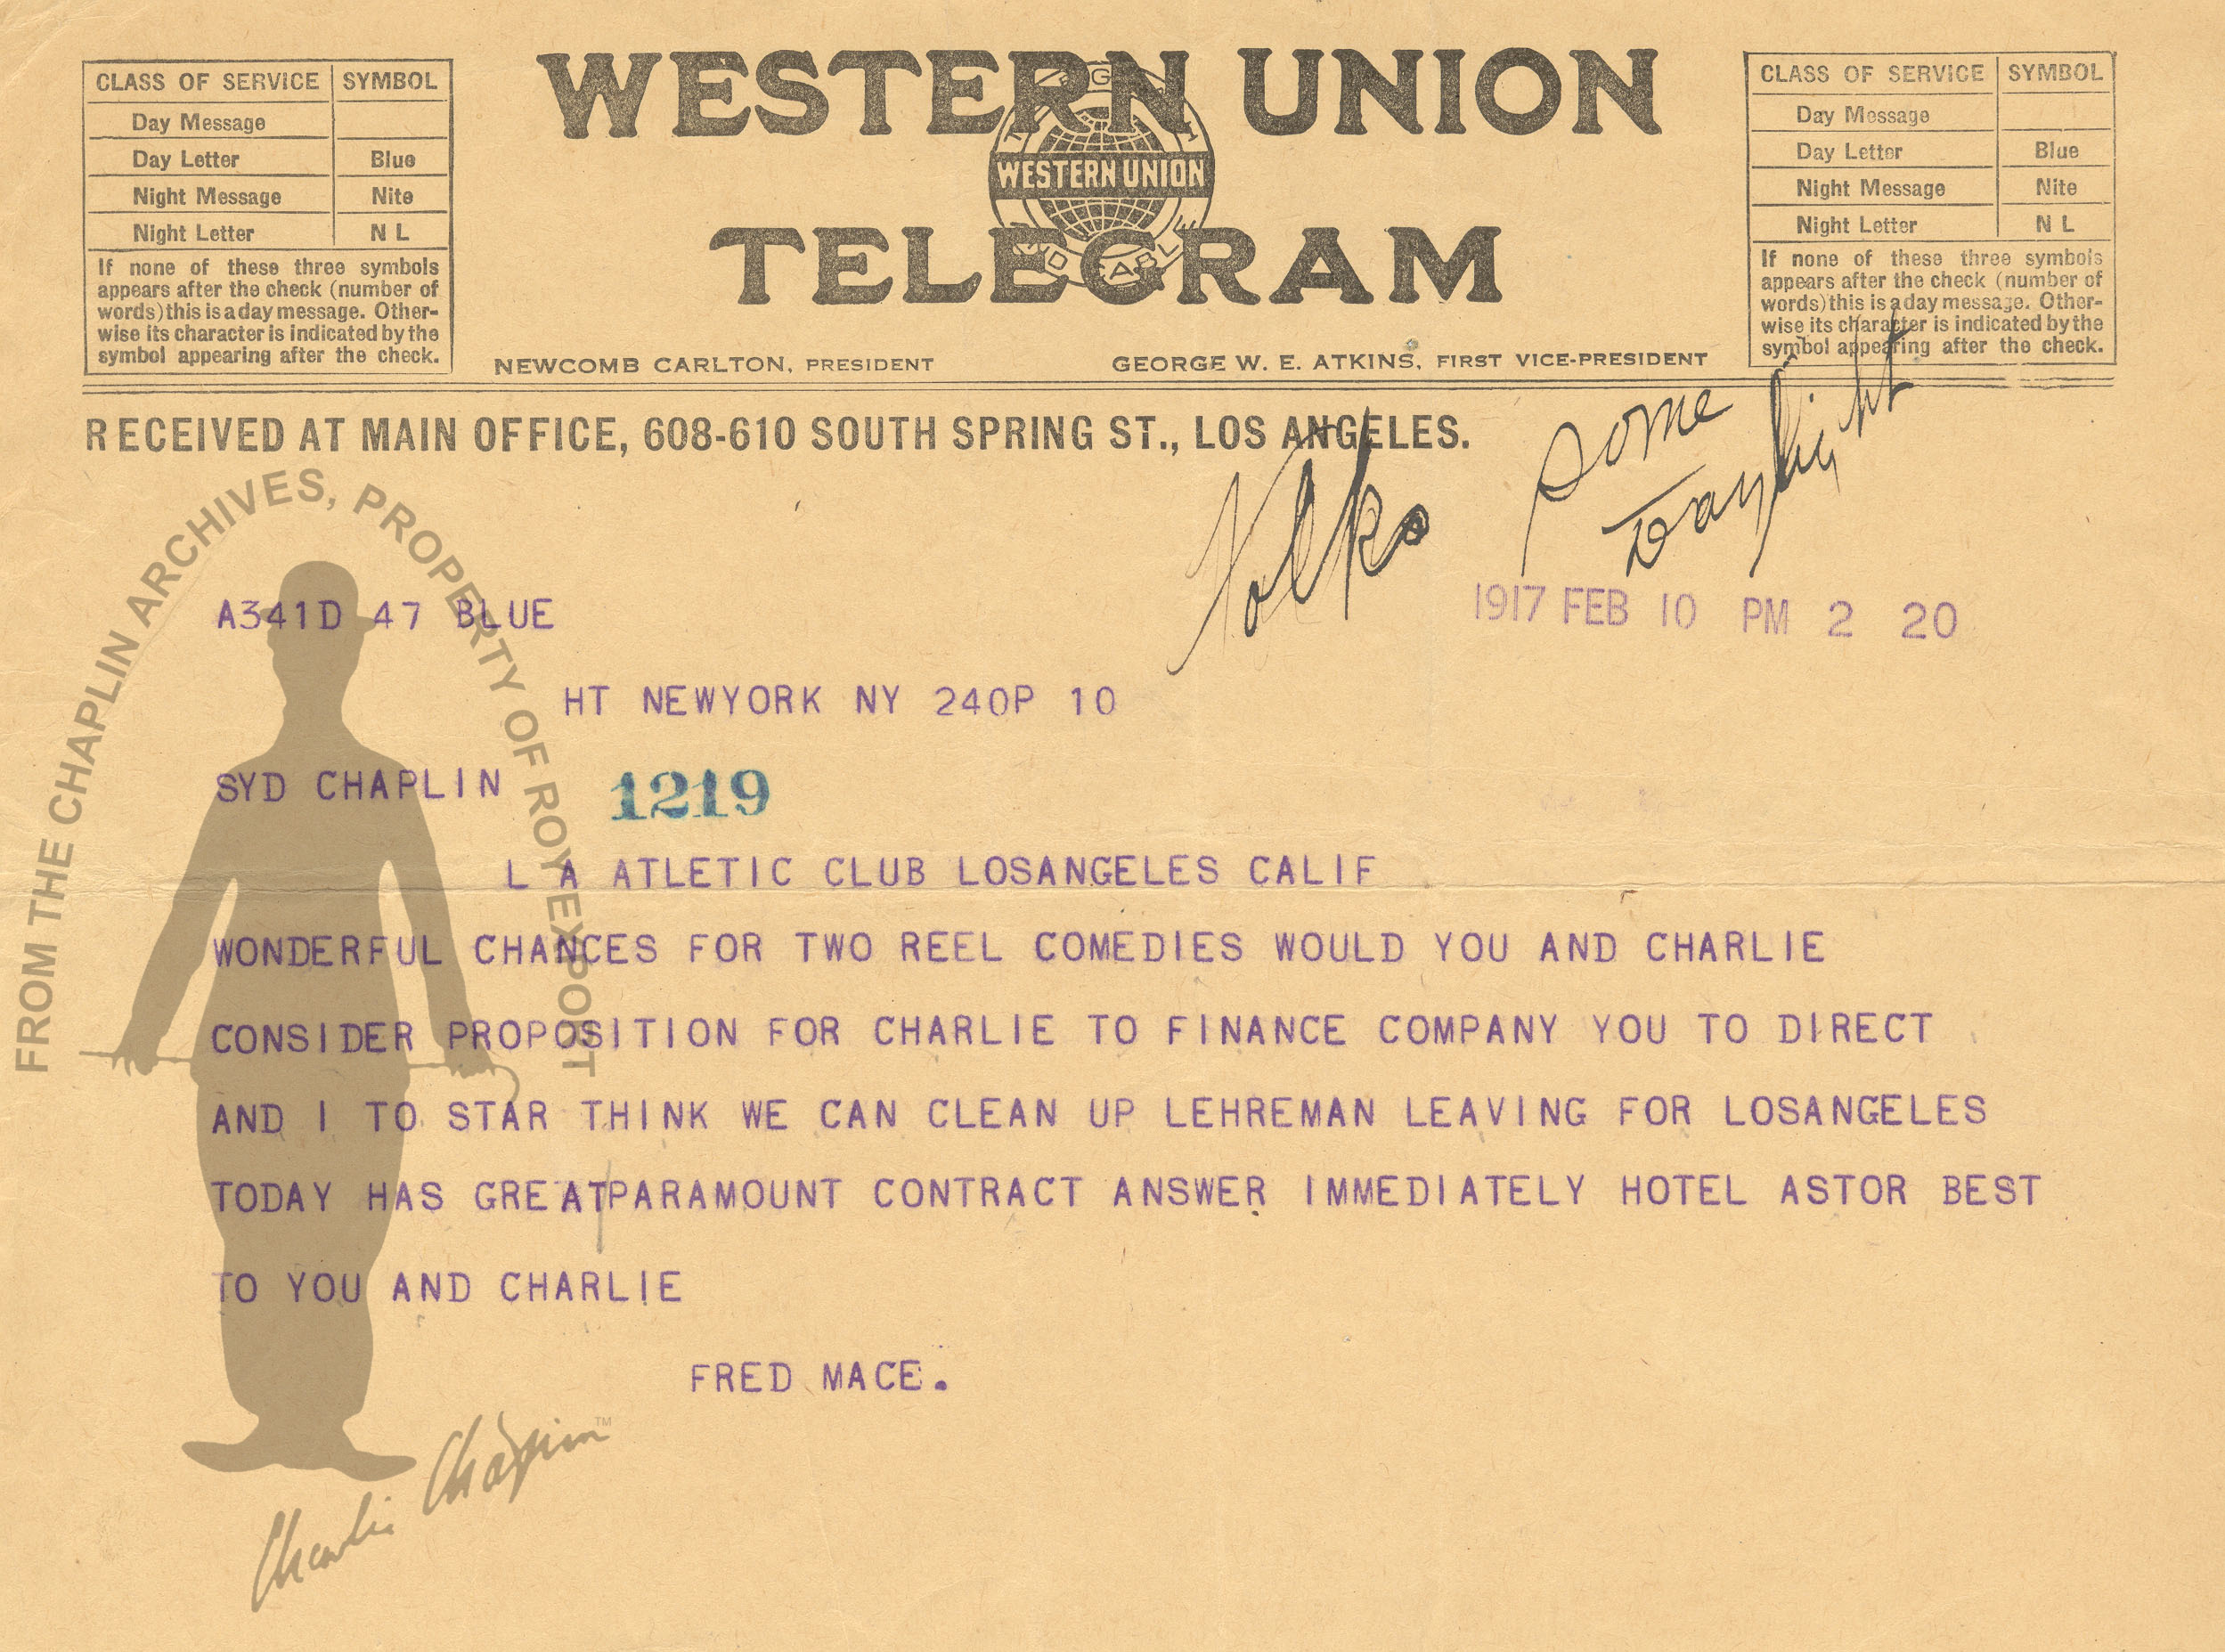 CLASS OF SERVICE SYMBOL
Day Message
Day Letter Blue
Night Message Nite
Night Letter N L
If none of these three symbols
appears after the check (number of
words) this is a day message. Other-
wise its character is indicated by the
symbol appearing after the check.
WESTERN UNION
WESTERN UNION
TELEGRAM
NEWCOMB CARLTON, PRESIDENT
GEORGE W. E. ATKINS, FIRST VICE-PRESIDENT
CLASS OF SERVICE SYMBOL
Day Message
Day Letter Blue
Night Message Nite
Night Letter N L
If none of these three symbols
appears after the check (number of
words) this is a day message. Other-
wise its character is indicated by the
symbol appearing after the check.
RECEIVED AT MAIN OFFICE, 608-610 SOUTH SPRING ST., LOS ANGELES.
some
Daylight
1917 FEB 10 PM 2 20
A341D 47 BLUE
HT NEWYORK NY 240P 10
SYD CHAPLIN
1219
L A ATLETIC CLUB LOSANGELES CALIF
WONDERFUL CHANCES FOR TWO REEL COMEDIES WOULD YOU AND CHARLIE
CONSIDER PROPOSITION FOR CHARLIE TO FINANCE COMPANY YOU TO DIRECT
AND I TO STAR THINK WE CAN CLEAN UP LEHREMAN LEAVING FOR LOSANGELES
TODAY HAS GREAT PARAMOUNT CONTRACT ANSWER IMMEDIATELY HOTEL ASTOR BEST
TO YOU AND CHARLIE
FRED MACE.
FROM THE CHAPLIN ARCHIVES, PROPERTY OF ROY EXPORT
Charlie Chaplin™